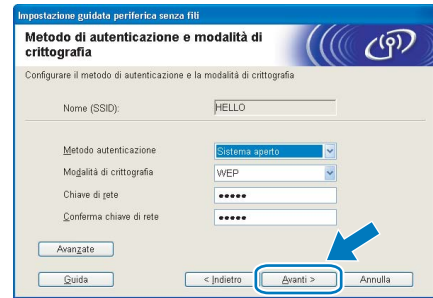 Impostazione guidata periferica senza fili
Metodo di autenticazione e modalità di
crittografia
Configurare il metodo di autenticazione e la modalità di crittografia
Nome (SSID): HELLO
Metodo autenticazione Sistema aperto
Modalità di crittografia WEP
Chiave di rete •••••
Conferma chiave di rete •••••
Avanzate
Guida < Indietro Avanti > Annulla